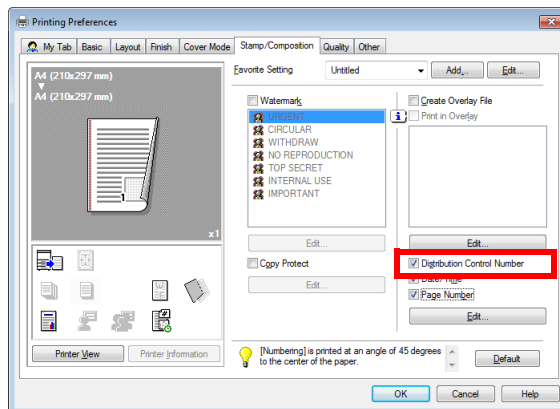 Printing Preferences
My Tab Basic Layout Finish Cover Mode Stamp/Composition Quality Other
A4 (210x297 mm)
A4 (210x297 mm)
1
x1
Printer View Printer Information
Favorite Setting Untitled Add... Edit...
Watermark
URGENT
CIRCULAR
WITHDRAW
NO REPRODUCTION
TOP SECRET
INTERNAL USE
IMPORTANT
Edit...
Copy Protect
Edit...
Create Overlay File
Print in Overlay
Edit...
Distribution Control Number
Date/Time
Page Number
Edit...
[Numbering] is printed at an angle of 45 degrees
to the center of the paper.
Default
OK Cancel Help